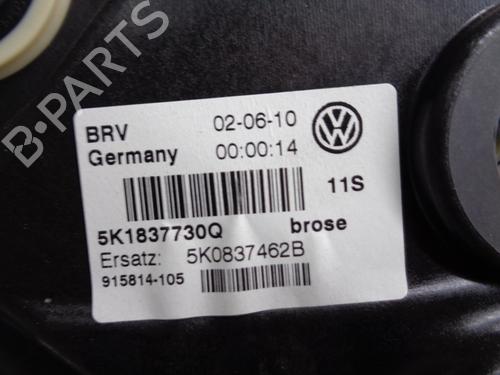 BRV 02-06-10
Germany 00:00:14
11S
5K1837730Q brose
Ersatz: 5K0837462B
915814-105
B-PARTS